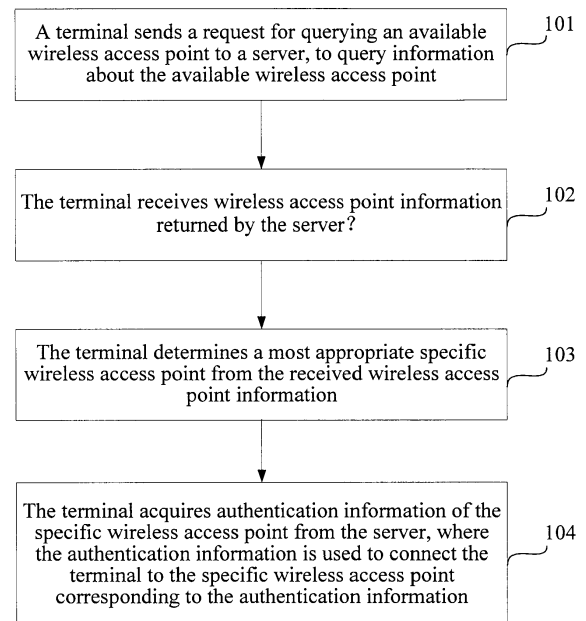 A terminal sends a request for querying an available
wireless access point to a server, to query information
about the available wireless access point
101
The terminal receives wireless access point information
returned by the server?
102
The terminal determines a most appropriate specific
wireless access point from the received wireless access
point information
103
The terminal acquires authentication information of the
specific wireless access point from the server, where
the authentication information is used to connect the
terminal to the specific wireless access point
corresponding to the authentication information
104